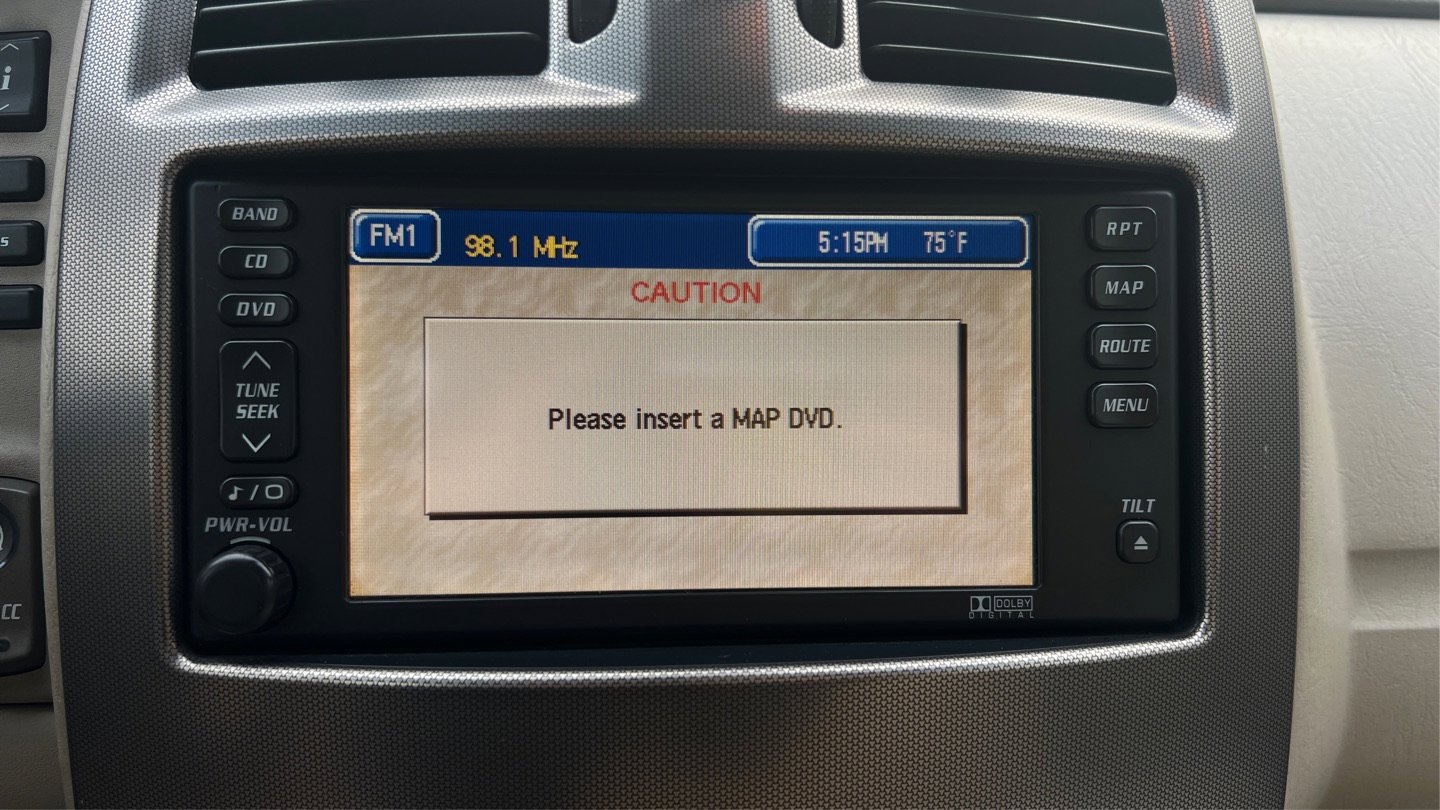 i
s
CC
BAND
CD
DVD
TUNE
SEEK
PWR-VOL
FM1
98.1 MHz
5:15PM 75°F
CAUTION
Please insert a MAP DVD.
RPT
MAP
ROUTE
MENU
TILT
DOLBY
DIGITAL